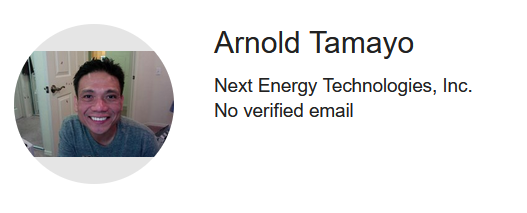 Arnold Tamayo
Next Energy Technologies, Inc.
No verified email